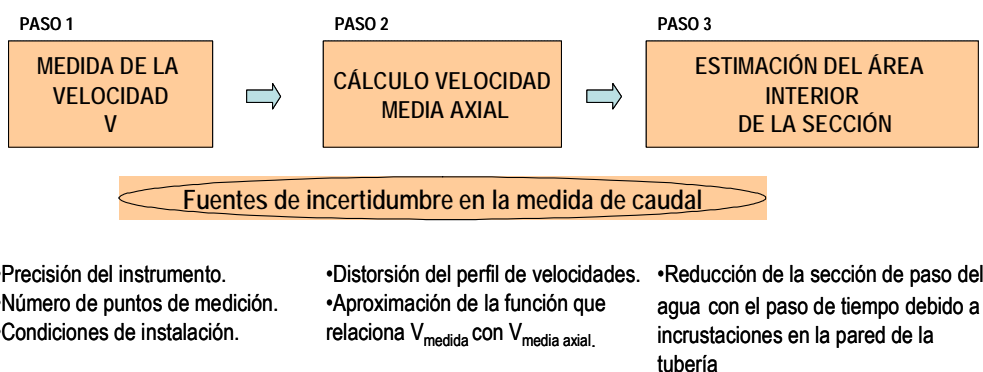 PASO 1
MEDIDA DE LA
VELOCIDAD
V
PASO 2
CÁLCULO VELOCIDAD
MEDIA AXIAL
PASO 3
ESTIMACIÓN DEL ÁREA
INTERIOR
DE LA SECCIÓN
Fuentes de incertidumbre en la medida de caudal
•Precisión del instrumento.
•Número de puntos de medición.
•Condiciones de instalación.
•Distorsión del perfil de velocidades.
•Aproximación de la función que
relaciona Vmedida con Vmedia axial.
•Reducción de la sección de paso del
agua con el paso de tiempo debido a
incrustaciones en la pared de la
tubería